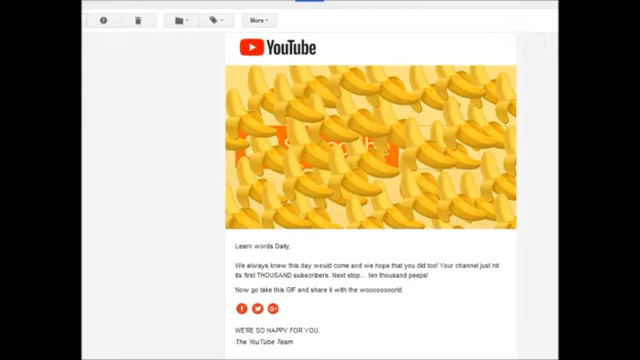 More
YouTube
Learn words Daily,
We always knew this day would come and we hope that you did too! Your channel just hit
its first THOUSAND subscribers. Next stop... ten thousand peeps!
Now go take this GIF and share it with the wooooooorld.
WE'RE SO HAPPY FOR YOU,
The YouTube Team